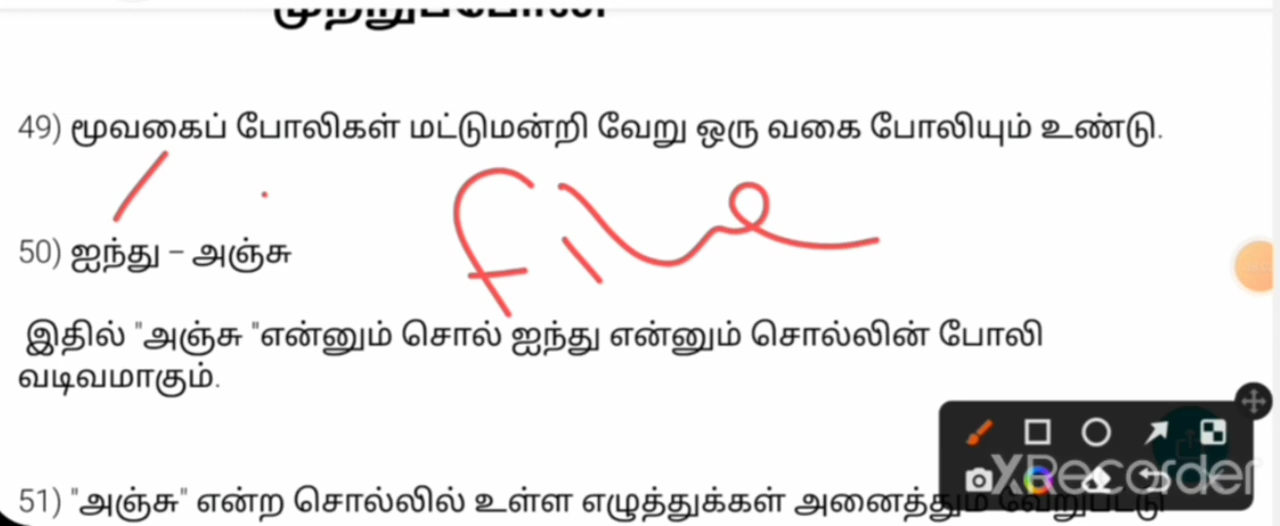 முற்றுப்போலி
49) மூவகைப் போலிகள் மட்டுமன்றி வேறு ஒரு வகை போலியும் உண்டு.
50) ஐந்து – அஞ்சு
இதில் "அஞ்சு "என்னும் சொல் ஐந்து என்னும் சொல்லின் போலி
வடிவமாகும்.
51) "அஞ்சு" என்ற சொல்லில் உள்ள எழுத்துக்கள் அனைத்தும் வேறுபட்டு
XRecorder